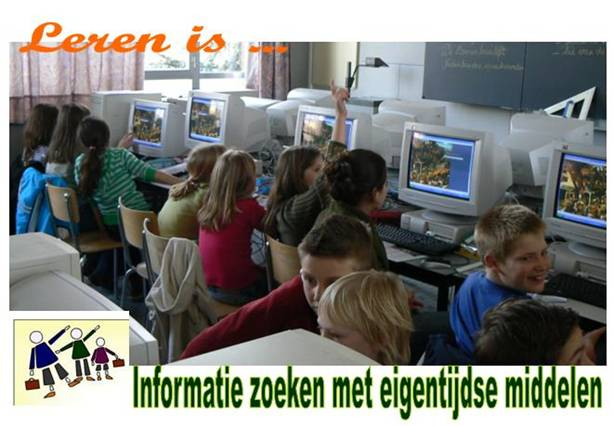 Leren is ...
Informatie zoeken met eigentijdse middelen